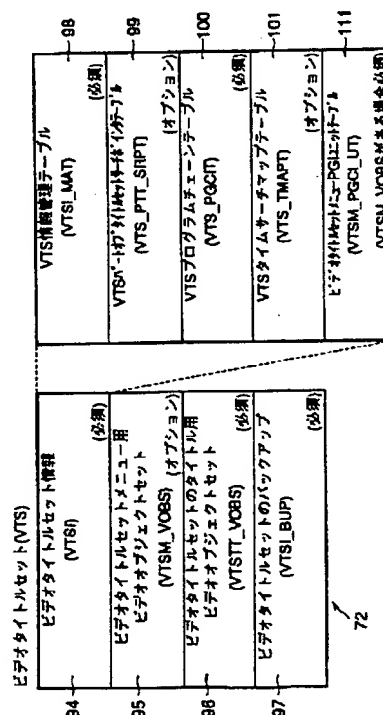 ビデオタイトルセット(VTS)
ビデオタイトルセット情報
(VTSI)
(必須)
94
ビデオタイトルセットメニュー用
ビデオオブジェクトセット
(VTSM_VOBS)
(オプション)
95
ビデオタイトルセットのタイトル用
ビデオオブジェクトセット
(VTSTT_VOBS)
(必須)
96
ビデオタイトルセットのバックアップ
(VTSI_BUP)
(必須)
97
72
VTS情報管理テーブル
(VTSI_MAT)
(必須)
98
(VTS_PTT_SRPT)
(オプション)
99
VTSプログラムチェーンテーブル
(VTS_PGCIT)
(必須)
100
VTSタイムサーチマップテーブル
(VTS_TMAPT)
(オプション)
101
(VTSM_PGCI_UT)
111